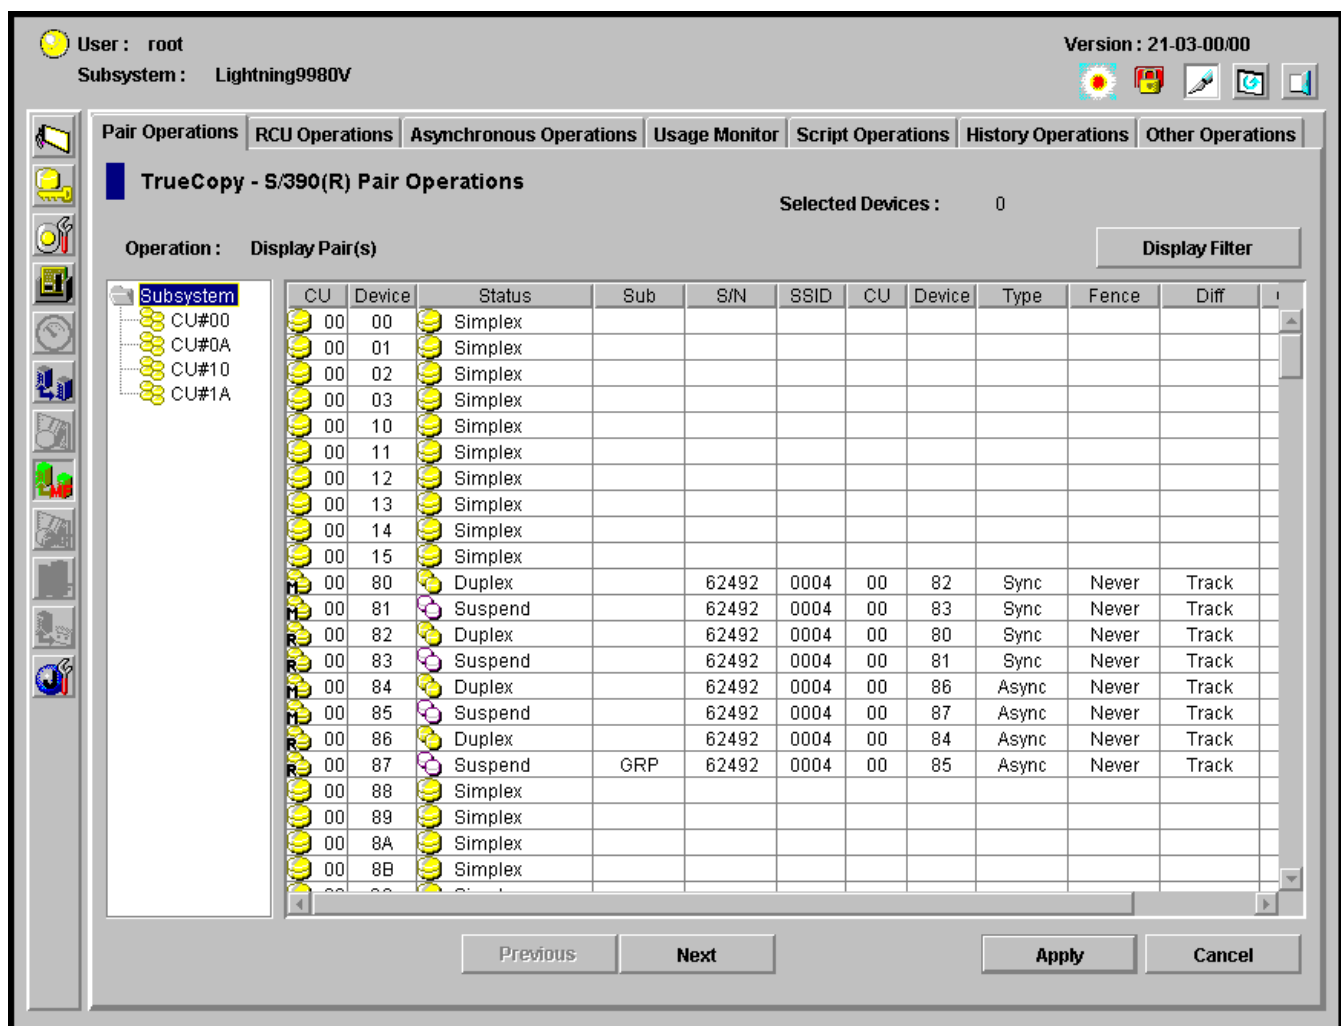 User : root
Version : 21-03-00/00
Subsystem : Lightning9980V
Pair Operations RCU Operations Asynchronous Operations Usage Monitor Script Operations History Operations Other Operations
TrueCopy - S/390(R) Pair Operations
Selected Devices : 0
Operation : Display Pair(s)
Display Filter
Subsystem
CU#00
CU#0A
CU#10
CU#1A
CU Device Status Sub S/N SSID CU Device Type Fence Diff
00 00 Simplex
00 01 Simplex
00 02 Simplex
00 03 Simplex
00 10 Simplex
00 11 Simplex
00 12 Simplex
00 13 Simplex
00 14 Simplex
00 15 Simplex
M 00 80 Duplex 62492 0004 00 82 Sync Never Track
M 00 81 Suspend 62492 0004 00 83 Sync Never Track
R 00 82 Duplex 62492 0004 00 80 Sync Never Track
R 00 83 Suspend 62492 0004 00 81 Sync Never Track
M 00 84 Duplex 62492 0004 00 86 Async Never Track
M 00 85 Suspend 62492 0004 00 87 Async Never Track
R 00 86 Duplex 62492 0004 00 84 Async Never Track
R 00 87 Suspend GRP 62492 0004 00 85 Async Never Track
00 88 Simplex
00 89 Simplex
00 8A Simplex
00 8B Simplex
MF
Previous Next Apply Cancel